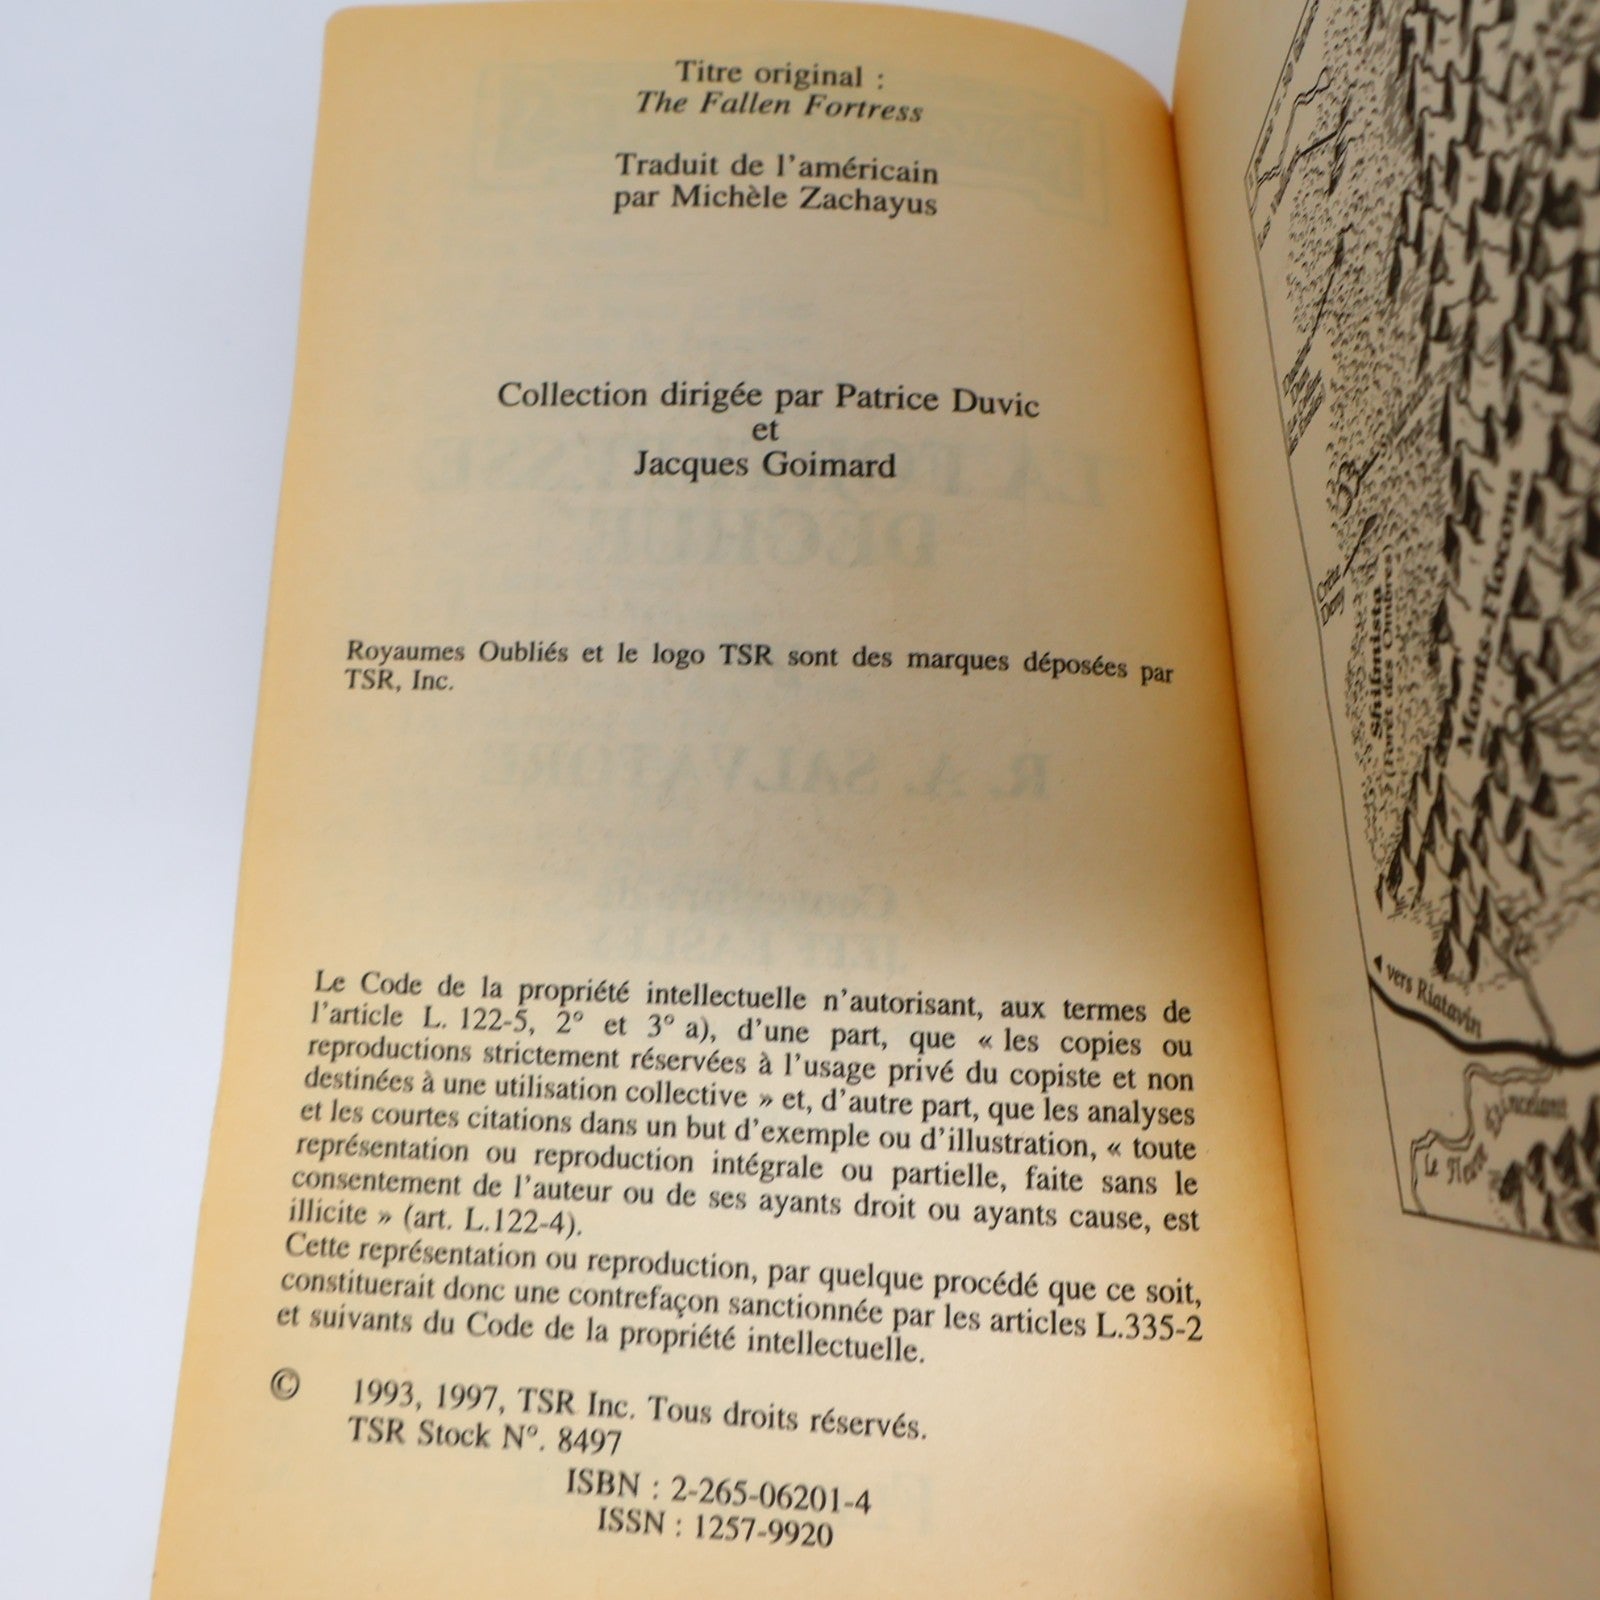 Titre original :
The Fallen Fortress
Traduit de l'américain
par Michèle Zachayus
Collection dirigée par Patrice Duvic
et
Jacques Goimard
Royaumes Oubliés et le logo TSR sont des marques déposées par
TSR, Inc.
Le Code de la propriété intellectuelle n'autorisant, aux termes de
l'article L. 122-5, 2° et 3° a), d'une part, que « les copies ou
reproductions strictement réservées à l'usage privé du copiste et non
destinées à une utilisation collective » et, d'autre part, que les analyses
et les courtes citations dans un but d'exemple ou d'illustration, « toute
représentation ou reproduction intégrale ou partielle, faite sans le
consentement de l'auteur ou de ses ayants droit ou ayants cause, est
illicite » (art. L.122-4).
Cette représentation ou reproduction, par quelque procédé que ce soit,
constituerait donc une contrefaçon sanctionnée par les articles L.335-2
et suivants du Code de la propriété intellectuelle.
© 1993, 1997, TSR Inc. Tous droits réservés.
TSR Stock N°. 8497
ISBN : 2-265-06201-4
ISSN : 1257-9920
Crête
Shilmista
(Forêt des Ombres)
Monts-Flocons
vers Riatavin
Étincelant
Le Fleuve